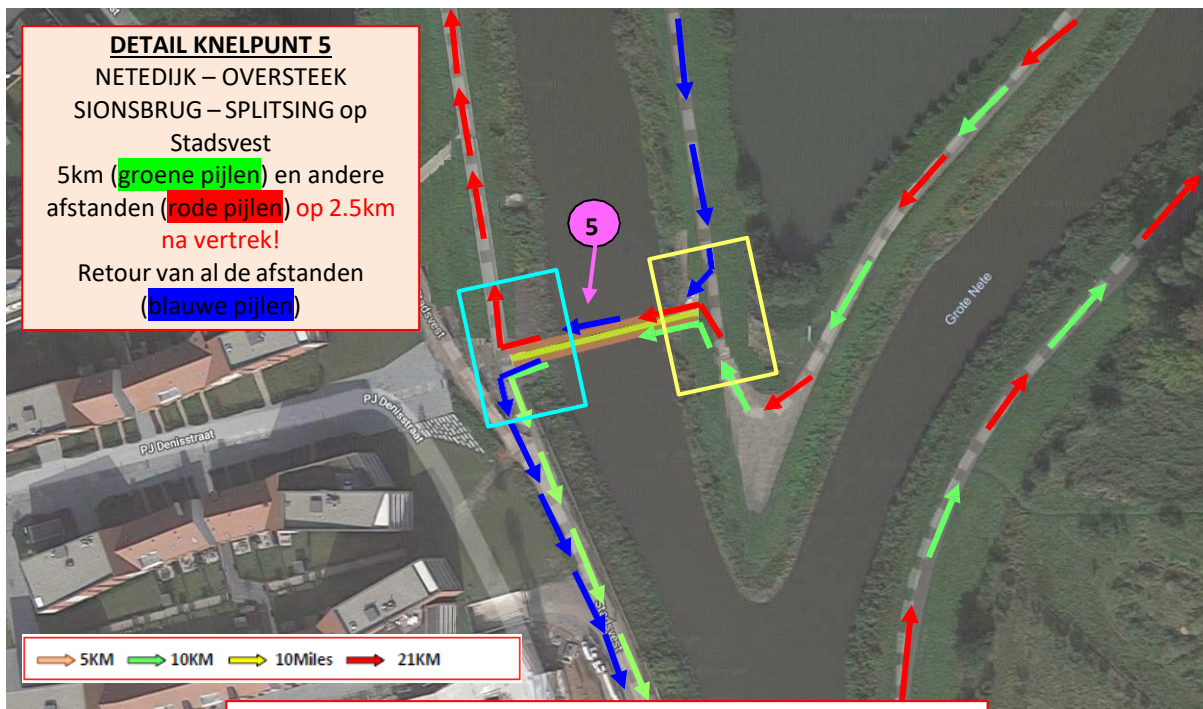 DETAIL KNELPUNT 5
NETEDIJK – OVERSTEEK
SIONSBRUG – SPLITSING op
Stadsvest
5km (groene pijlen) en andere
afstanden (rode pijlen) op 2.5km
na vertrek!
Retour van al de afstanden
(blauwe pijlen)
5
Stadsvest
Grote Nete
PJ Denisstraat
PJ Denisstraat
Stadsvest
5KM 10KM 10Miles 21KM